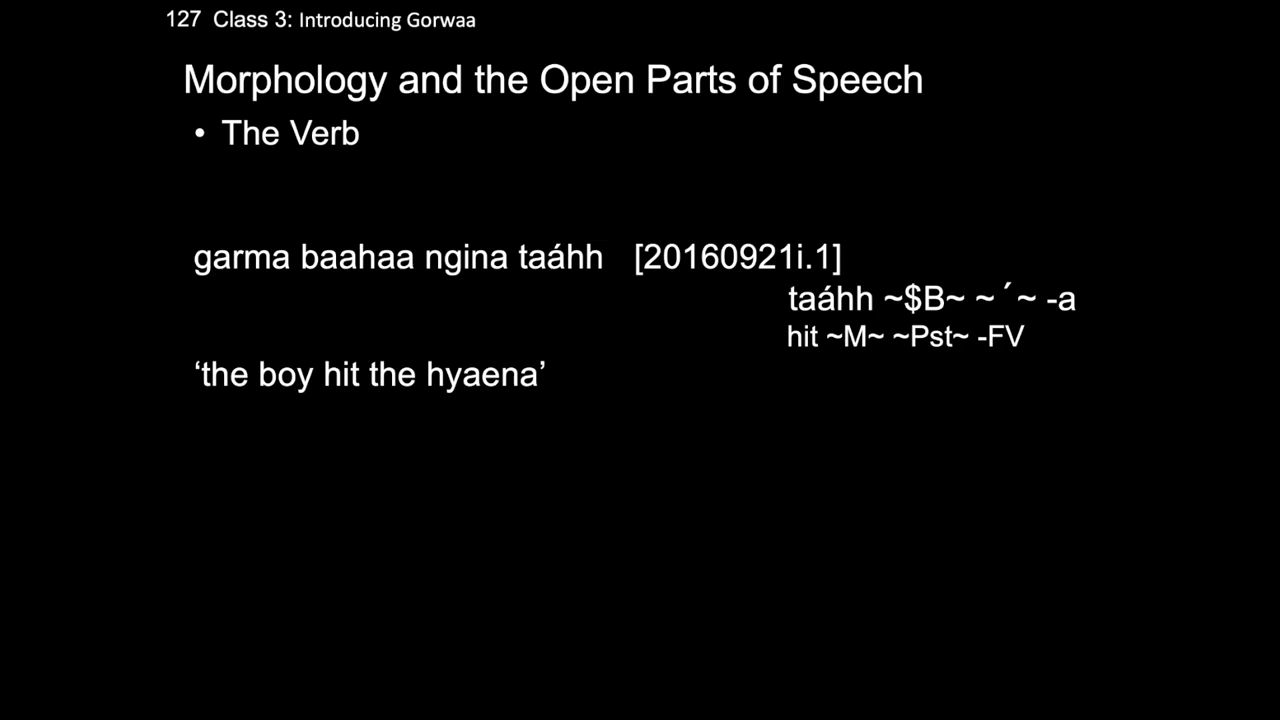 127 Class 3: Introducing Gorwaa
Morphology and the Open Parts of Speech
• The Verb
garma baahaa ngina taáhh [20160921i.1]
taáhh ~$B~ ~ ́ ~ -a
hit ~M~ ~Pst~ -FV
‘the boy hit the hyaena’